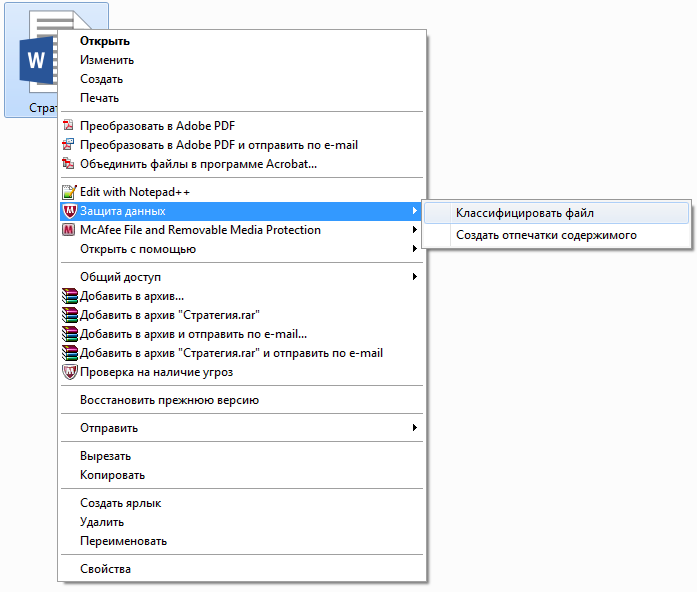 W
Страт
Открыть
Изменить
Создать
Печать
Преобразовать в Adobe PDF
Преобразовать в Adobe PDF и отправить по e-mail
Объединить файлы в программе Acrobat...
Edit with Notepad++
Защита данных
Классифицировать файл
Создать отпечатки содержимого
McAfee File and Removable Media Protection
Открыть с помощью
Общий доступ
Добавить в архив...
Добавить в архив "Стратегия.rar"
Добавить в архив и отправить по e-mail...
Добавить в архив "Стратегия.rar" и отправить по e-mail
Проверка на наличие угроз
Восстановить прежнюю версию
Отправить
Вырезать
Копировать
Создать ярлык
Удалить
Переименовать
Свойства